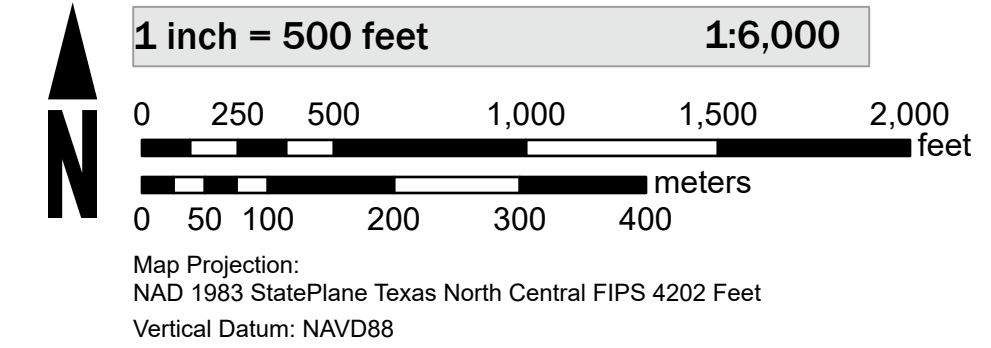 1 inch = 500 feet 1:6,000
0 250 500 1,000 1,500 2,000
feet
meters
0 50 100 200 300 400
N
Map Projection:
NAD 1983 StatePlane Texas North Central FIPS 4202 Feet
Vertical Datum: NAVD88